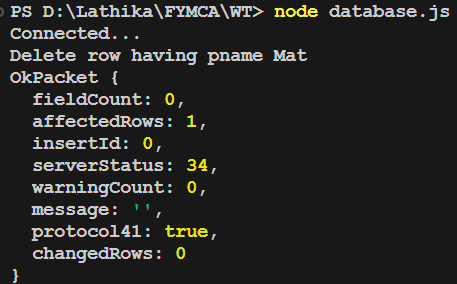 PS D:\Lathika\FYMCA\WT> node database.js
Connected...
Delete row having pname Mat
OkPacket {
  fieldCount: 0,
  affectedRows: 1,
  insertId: 0,
  serverStatus: 34,
  warningCount: 0,
  message: '',
  protocol41: true,
  changedRows: 0
}